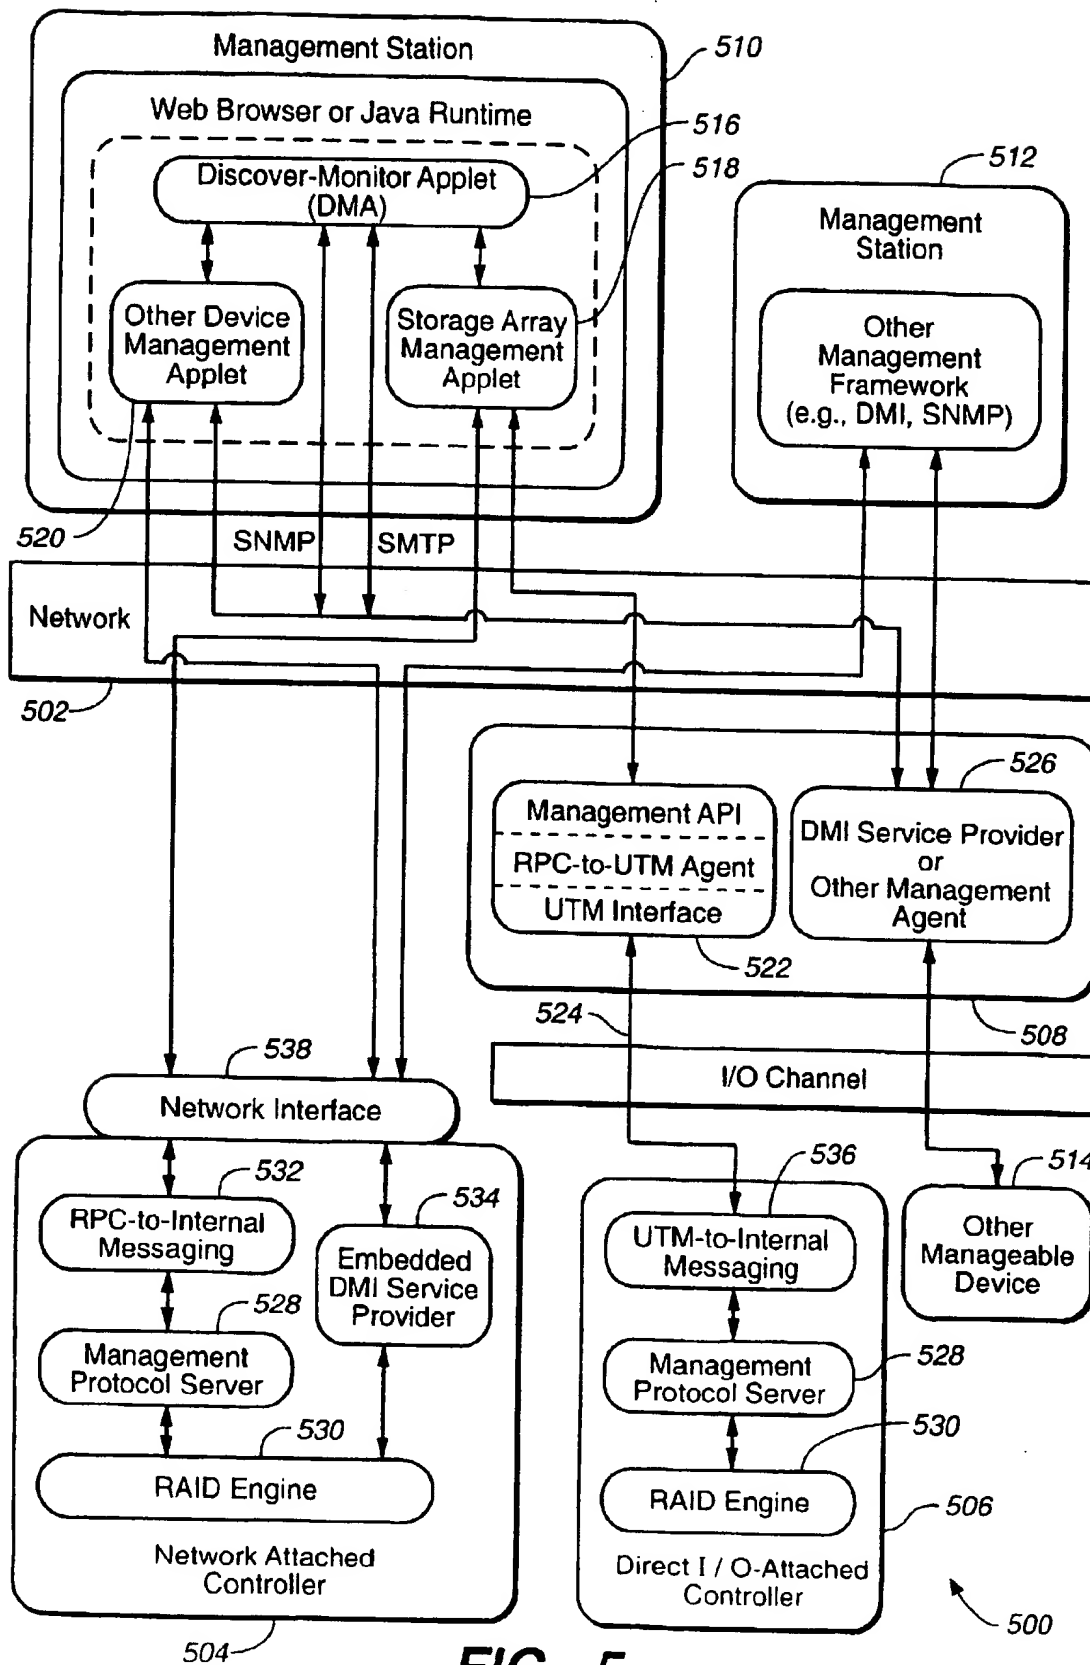 Management Station
510
Web Browser or Java Runtime
516
Discover-Monitor Applet
(DMA)
518
512
Management
Station
Other Device
Management
Applet
Storage Array
Management
Applet
Other
Management
Framework
(e.g., DMI, SNMP)
520
SNMP
SMTP
Network
502
526
Management API
RPC-to-UTM Agent
UTM Interface
DMI Service Provider
or
Other Management
Agent
522
524
508
538
I/O Channel
Network Interface
532
534
536
514
RPC-to-Internal
Messaging
Embedded
DMI Service
Provider
UTM-to-Internal
Messaging
Other
Manageable
Device
528
Management
Protocol Server
Management
Protocol Server
528
530
530
RAID Engine
RAID Engine
506
Network Attached
Controller
Direct I / O-Attached
Controller
504
500
FIG._5